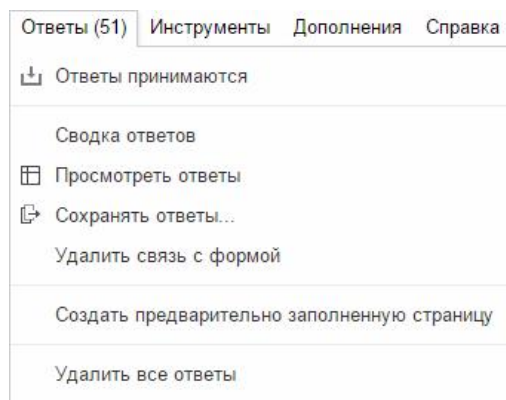 Ответы (51) Инструменты Дополнения Справка
Ответы принимаются
Сводка ответов
Просмотреть ответы
Сохранять ответы...
Удалить связь с формой
Создать предварительно заполненную страницу
Удалить все ответы